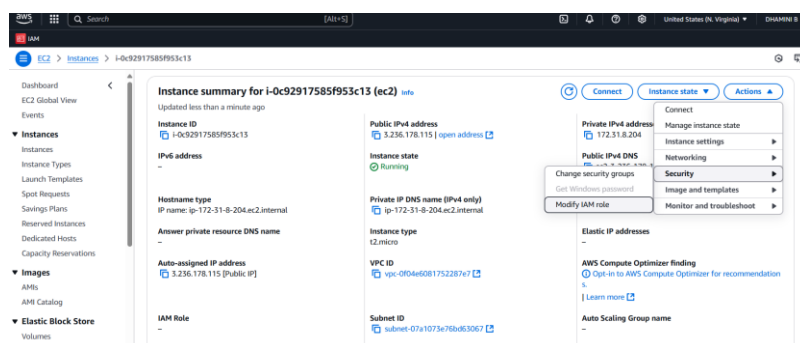 aws
Search
[Alt+S]
United States (N. Virginia)
DHAMINI B
IAM
EC2 > Instances > i-0c92917585f953c13
Dashboard
EC2 Global View
Events
Instances
Instances
Instance Types
Launch Templates
Spot Requests
Savings Plans
Reserved Instances
Dedicated Hosts
Capacity Reservations
Images
AMIs
AMI Catalog
Elastic Block Store
Volumes
Instance summary for i-0c92917585f953c13 (ec2) Info
Updated less than a minute ago
Connect
Instance state
Actions
Instance ID
i-0c92917585f953c13
Public IPv4 address
3.236.178.115 | open address
Private IPv4 address
172.31.8.204
IPv6 address
–
Instance state
Running
Public IPv4 DNS
Hostname type
IP name: ip-172-31-8-204.ec2.internal
Private IP DNS name (IPv4 only)
ip-172-31-8-204.ec2.internal
Answer private resource DNS name
–
Instance type
t2.micro
Elastic IP addresses
–
Auto-assigned IP address
3.236.178.115 [Public IP]
VPC ID
vpc-0f04e6081752287e7
AWS Compute Optimizer finding
Opt-in to AWS Compute Optimizer for recommendation
s.
| Learn more
IAM Role
–
Subnet ID
subnet-07a1073e76bd63067
Auto Scaling Group name
–
Connect
Manage instance state
Instance settings
Networking
Security
Image and templates
Monitor and troubleshoot
Change security groups
Get Windows password
Modify IAM role